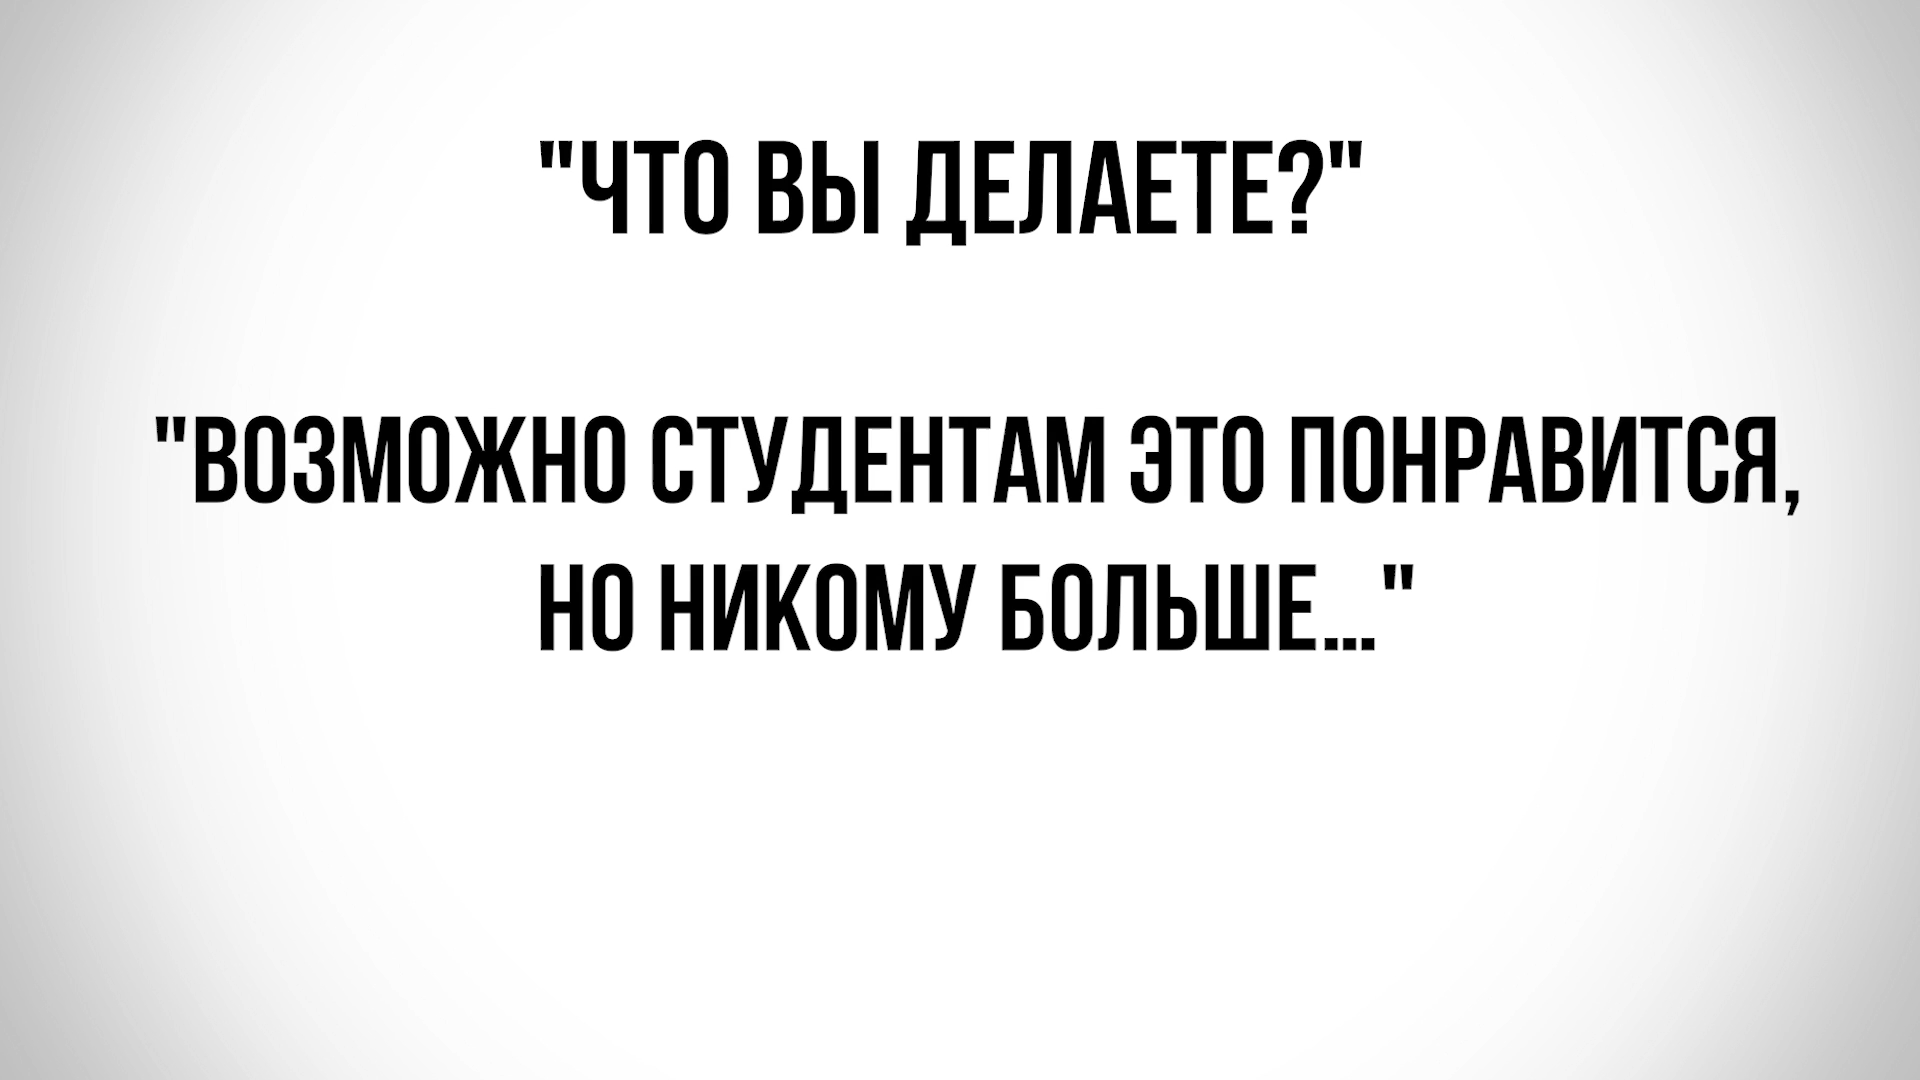 "ЧТО ВЫ ДЕЛАЕТЕ?"
"ВОЗМОЖНО СТУДЕНТАМ ЭТО ПОНРАВИТСЯ,
НО НИКОМУ БОЛЬШЕ..."